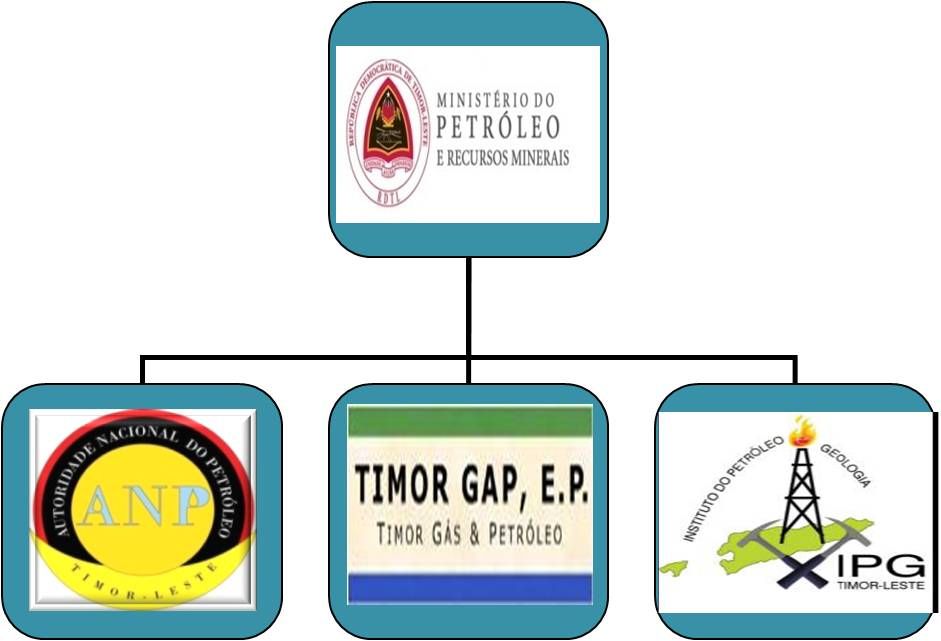 REPÚBLICA DEMOCRÁTICA DE TIMOR-LESTE
RDTL
MINISTÉRIO DO
PETRÓLEO
E RECURSOS MINERAIS
AUTORIDADE NACIONAL DO PETRÓLEO
ANP
TIMOR-LESTE
TIMOR GAP, E.P.
TIMOR GÁS & PETRÓLEO
INSTITUTO DO PETRÓLEO GEOLOGIA
IPG
TIMOR-LESTE